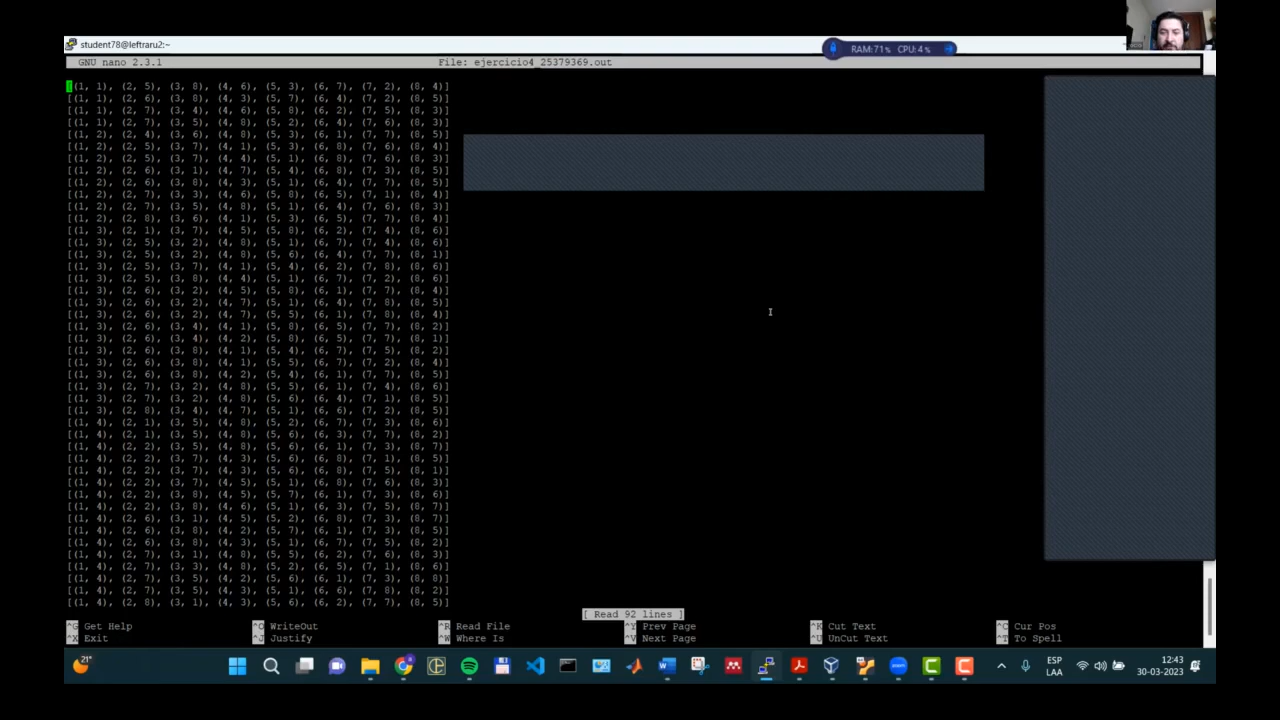 student78@leftraru2:~
RAM:71% CPU:4%
GNU nano 2.3.1 File: ejercicio4_25379369.out
[(1, 1), (2, 5), (3, 8), (4, 6), (5, 3), (6, 7), (7, 2), (8, 4)]
[(1, 1), (2, 6), (3, 8), (4, 3), (5, 7), (6, 4), (7, 2), (8, 5)]
[(1, 1), (2, 7), (3, 4), (4, 6), (5, 8), (6, 2), (7, 5), (8, 3)]
[(1, 1), (2, 7), (3, 5), (4, 8), (5, 2), (6, 4), (7, 6), (8, 3)]
[(1, 2), (2, 4), (3, 6), (4, 8), (5, 3), (6, 1), (7, 7), (8, 5)]
[(1, 2), (2, 5), (3, 7), (4, 1), (5, 3), (6, 8), (7, 6), (8, 4)]
[(1, 2), (2, 5), (3, 7), (4, 4), (5, 1), (6, 8), (7, 6), (8, 3)]
[(1, 2), (2, 6), (3, 1), (4, 7), (5, 4), (6, 8), (7, 3), (8, 5)]
[(1, 2), (2, 6), (3, 8), (4, 3), (5, 1), (6, 4), (7, 7), (8, 5)]
[(1, 2), (2, 7), (3, 3), (4, 6), (5, 8), (6, 5), (7, 1), (8, 4)]
[(1, 2), (2, 7), (3, 5), (4, 8), (5, 1), (6, 4), (7, 6), (8, 3)]
[(1, 2), (2, 8), (3, 6), (4, 1), (5, 3), (6, 5), (7, 7), (8, 4)]
[(1, 3), (2, 1), (3, 7), (4, 5), (5, 8), (6, 2), (7, 4), (8, 6)]
[(1, 3), (2, 5), (3, 2), (4, 8), (5, 1), (6, 7), (7, 4), (8, 6)]
[(1, 3), (2, 5), (3, 2), (4, 8), (5, 6), (6, 4), (7, 7), (8, 1)]
[(1, 3), (2, 5), (3, 7), (4, 1), (5, 4), (6, 2), (7, 8), (8, 6)]
[(1, 3), (2, 5), (3, 8), (4, 4), (5, 1), (6, 7), (7, 2), (8, 6)]
[(1, 3), (2, 6), (3, 2), (4, 5), (5, 8), (6, 1), (7, 7), (8, 4)]
[(1, 3), (2, 6), (3, 2), (4, 7), (5, 1), (6, 4), (7, 8), (8, 5)]
[(1, 3), (2, 6), (3, 2), (4, 7), (5, 5), (6, 1), (7, 8), (8, 4)]
[(1, 3), (2, 6), (3, 4), (4, 1), (5, 8), (6, 5), (7, 7), (8, 2)]
[(1, 3), (2, 6), (3, 4), (4, 2), (5, 8), (6, 5), (7, 7), (8, 1)]
[(1, 3), (2, 6), (3, 8), (4, 1), (5, 4), (6, 7), (7, 5), (8, 2)]
[(1, 3), (2, 6), (3, 8), (4, 1), (5, 5), (6, 7), (7, 2), (8, 4)]
[(1, 3), (2, 6), (3, 8), (4, 2), (5, 4), (6, 1), (7, 7), (8, 5)]
[(1, 3), (2, 7), (3, 2), (4, 8), (5, 5), (6, 1), (7, 4), (8, 6)]
[(1, 3), (2, 7), (3, 2), (4, 8), (5, 6), (6, 4), (7, 1), (8, 5)]
[(1, 3), (2, 8), (3, 4), (4, 7), (5, 1), (6, 6), (7, 2), (8, 5)]
[(1, 4), (2, 1), (3, 5), (4, 8), (5, 2), (6, 7), (7, 3), (8, 6)]
[(1, 4), (2, 1), (3, 5), (4, 8), (5, 6), (6, 3), (7, 7), (8, 2)]
[(1, 4), (2, 2), (3, 5), (4, 8), (5, 6), (6, 1), (7, 3), (8, 7)]
[(1, 4), (2, 2), (3, 7), (4, 3), (5, 6), (6, 8), (7, 1), (8, 5)]
[(1, 4), (2, 2), (3, 7), (4, 3), (5, 6), (6, 8), (7, 5), (8, 1)]
[(1, 4), (2, 2), (3, 7), (4, 5), (5, 1), (6, 8), (7, 6), (8, 3)]
[(1, 4), (2, 2), (3, 8), (4, 5), (5, 7), (6, 1), (7, 3), (8, 6)]
[(1, 4), (2, 2), (3, 8), (4, 6), (5, 1), (6, 3), (7, 5), (8, 7)]
[(1, 4), (2, 6), (3, 1), (4, 5), (5, 2), (6, 8), (7, 3), (8, 7)]
[(1, 4), (2, 6), (3, 8), (4, 2), (5, 7), (6, 1), (7, 3), (8, 5)]
[(1, 4), (2, 6), (3, 8), (4, 3), (5, 1), (6, 7), (7, 5), (8, 2)]
[(1, 4), (2, 7), (3, 1), (4, 8), (5, 5), (6, 2), (7, 6), (8, 3)]
[(1, 4), (2, 7), (3, 3), (4, 8), (5, 2), (6, 5), (7, 1), (8, 6)]
[(1, 4), (2, 7), (3, 5), (4, 2), (5, 6), (6, 1), (7, 3), (8, 8)]
[(1, 4), (2, 7), (3, 5), (4, 3), (5, 1), (6, 6), (7, 8), (8, 2)]
[(1, 4), (2, 8), (3, 1), (4, 3), (5, 6), (6, 2), (7, 7), (8, 5)]
[ Read 92 lines ]
^G Get Help ^O WriteOut ^R Read File ^Y Prev Page ^K Cut Text ^C Cur Pos
^X Exit ^J Justify ^W Where Is ^V Next Page ^U UnCut Text ^T To Spell
21°
ESP
LAA
12:43
30-03-2023